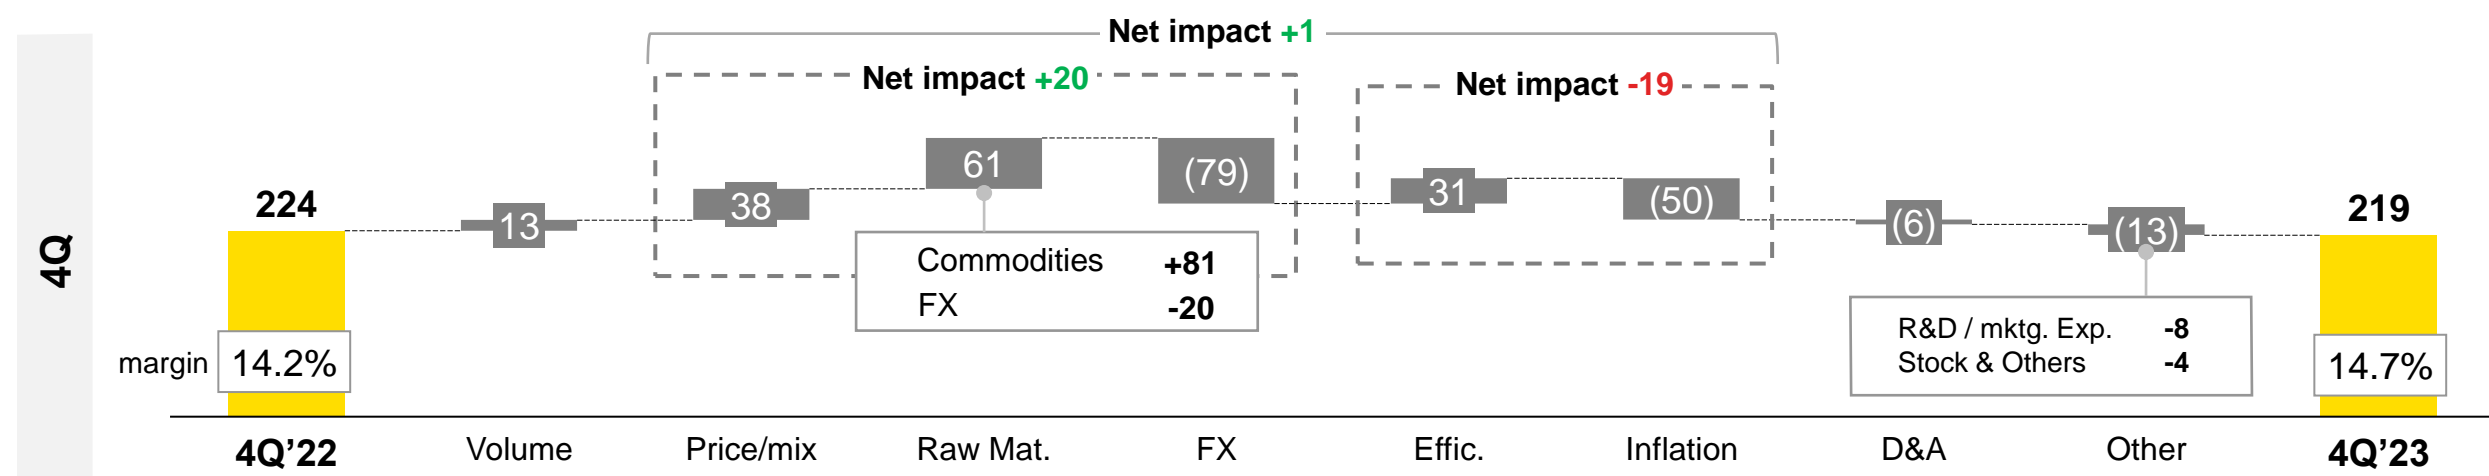 Net impact +1
Net impact +20
Net impact -19
4Q
224
13
38
61
(79)
31
(50)
(6)
(13)
219
Commodities +81
FX -20
R&D / mktg. Exp. -8
Stock & Others -4
margin 14.2%
14.7%
4Q’22 Volume Price/mix Raw Mat. FX Effic. Inflation D&A Other 4Q’23